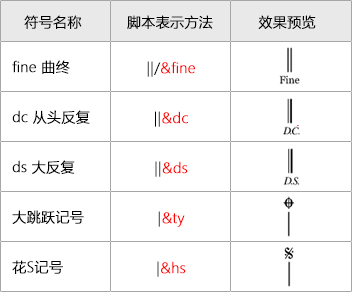 符号名称 脚本表示方法 效果预览
fine 曲终 ||/&fine Fine
dc 从头反复 ||&dc D.C.
ds 大反复 ||&ds D.S.
大跳跃记号 |&ty
花S记号 |&hs